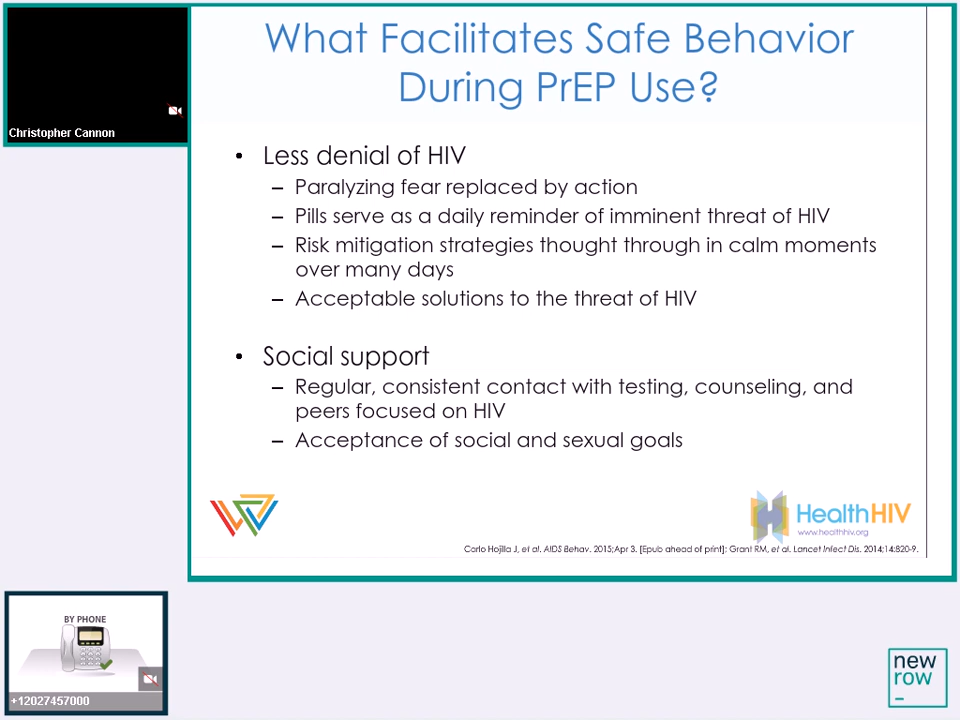 Christopher Cannon
What Facilitates Safe Behavior
During PrEP Use?
• Less denial of HIV
– Paralyzing fear replaced by action
– Pills serve as a daily reminder of imminent threat of HIV
– Risk mitigation strategies thought through in calm moments
over many days
– Acceptable solutions to the threat of HIV
• Social support
– Regular, consistent contact with testing, counseling, and
peers focused on HIV
– Acceptance of social and sexual goals
HealthHIV
www.healthhiv.org
Carlo Hojilla J, et al. AIDS Behav. 2015;Apr 3. [Epub ahead of print]; Grant RM, et al. Lancet Infect Dis. 2014;14:820-9.
BY PHONE
+12027457000
new
row